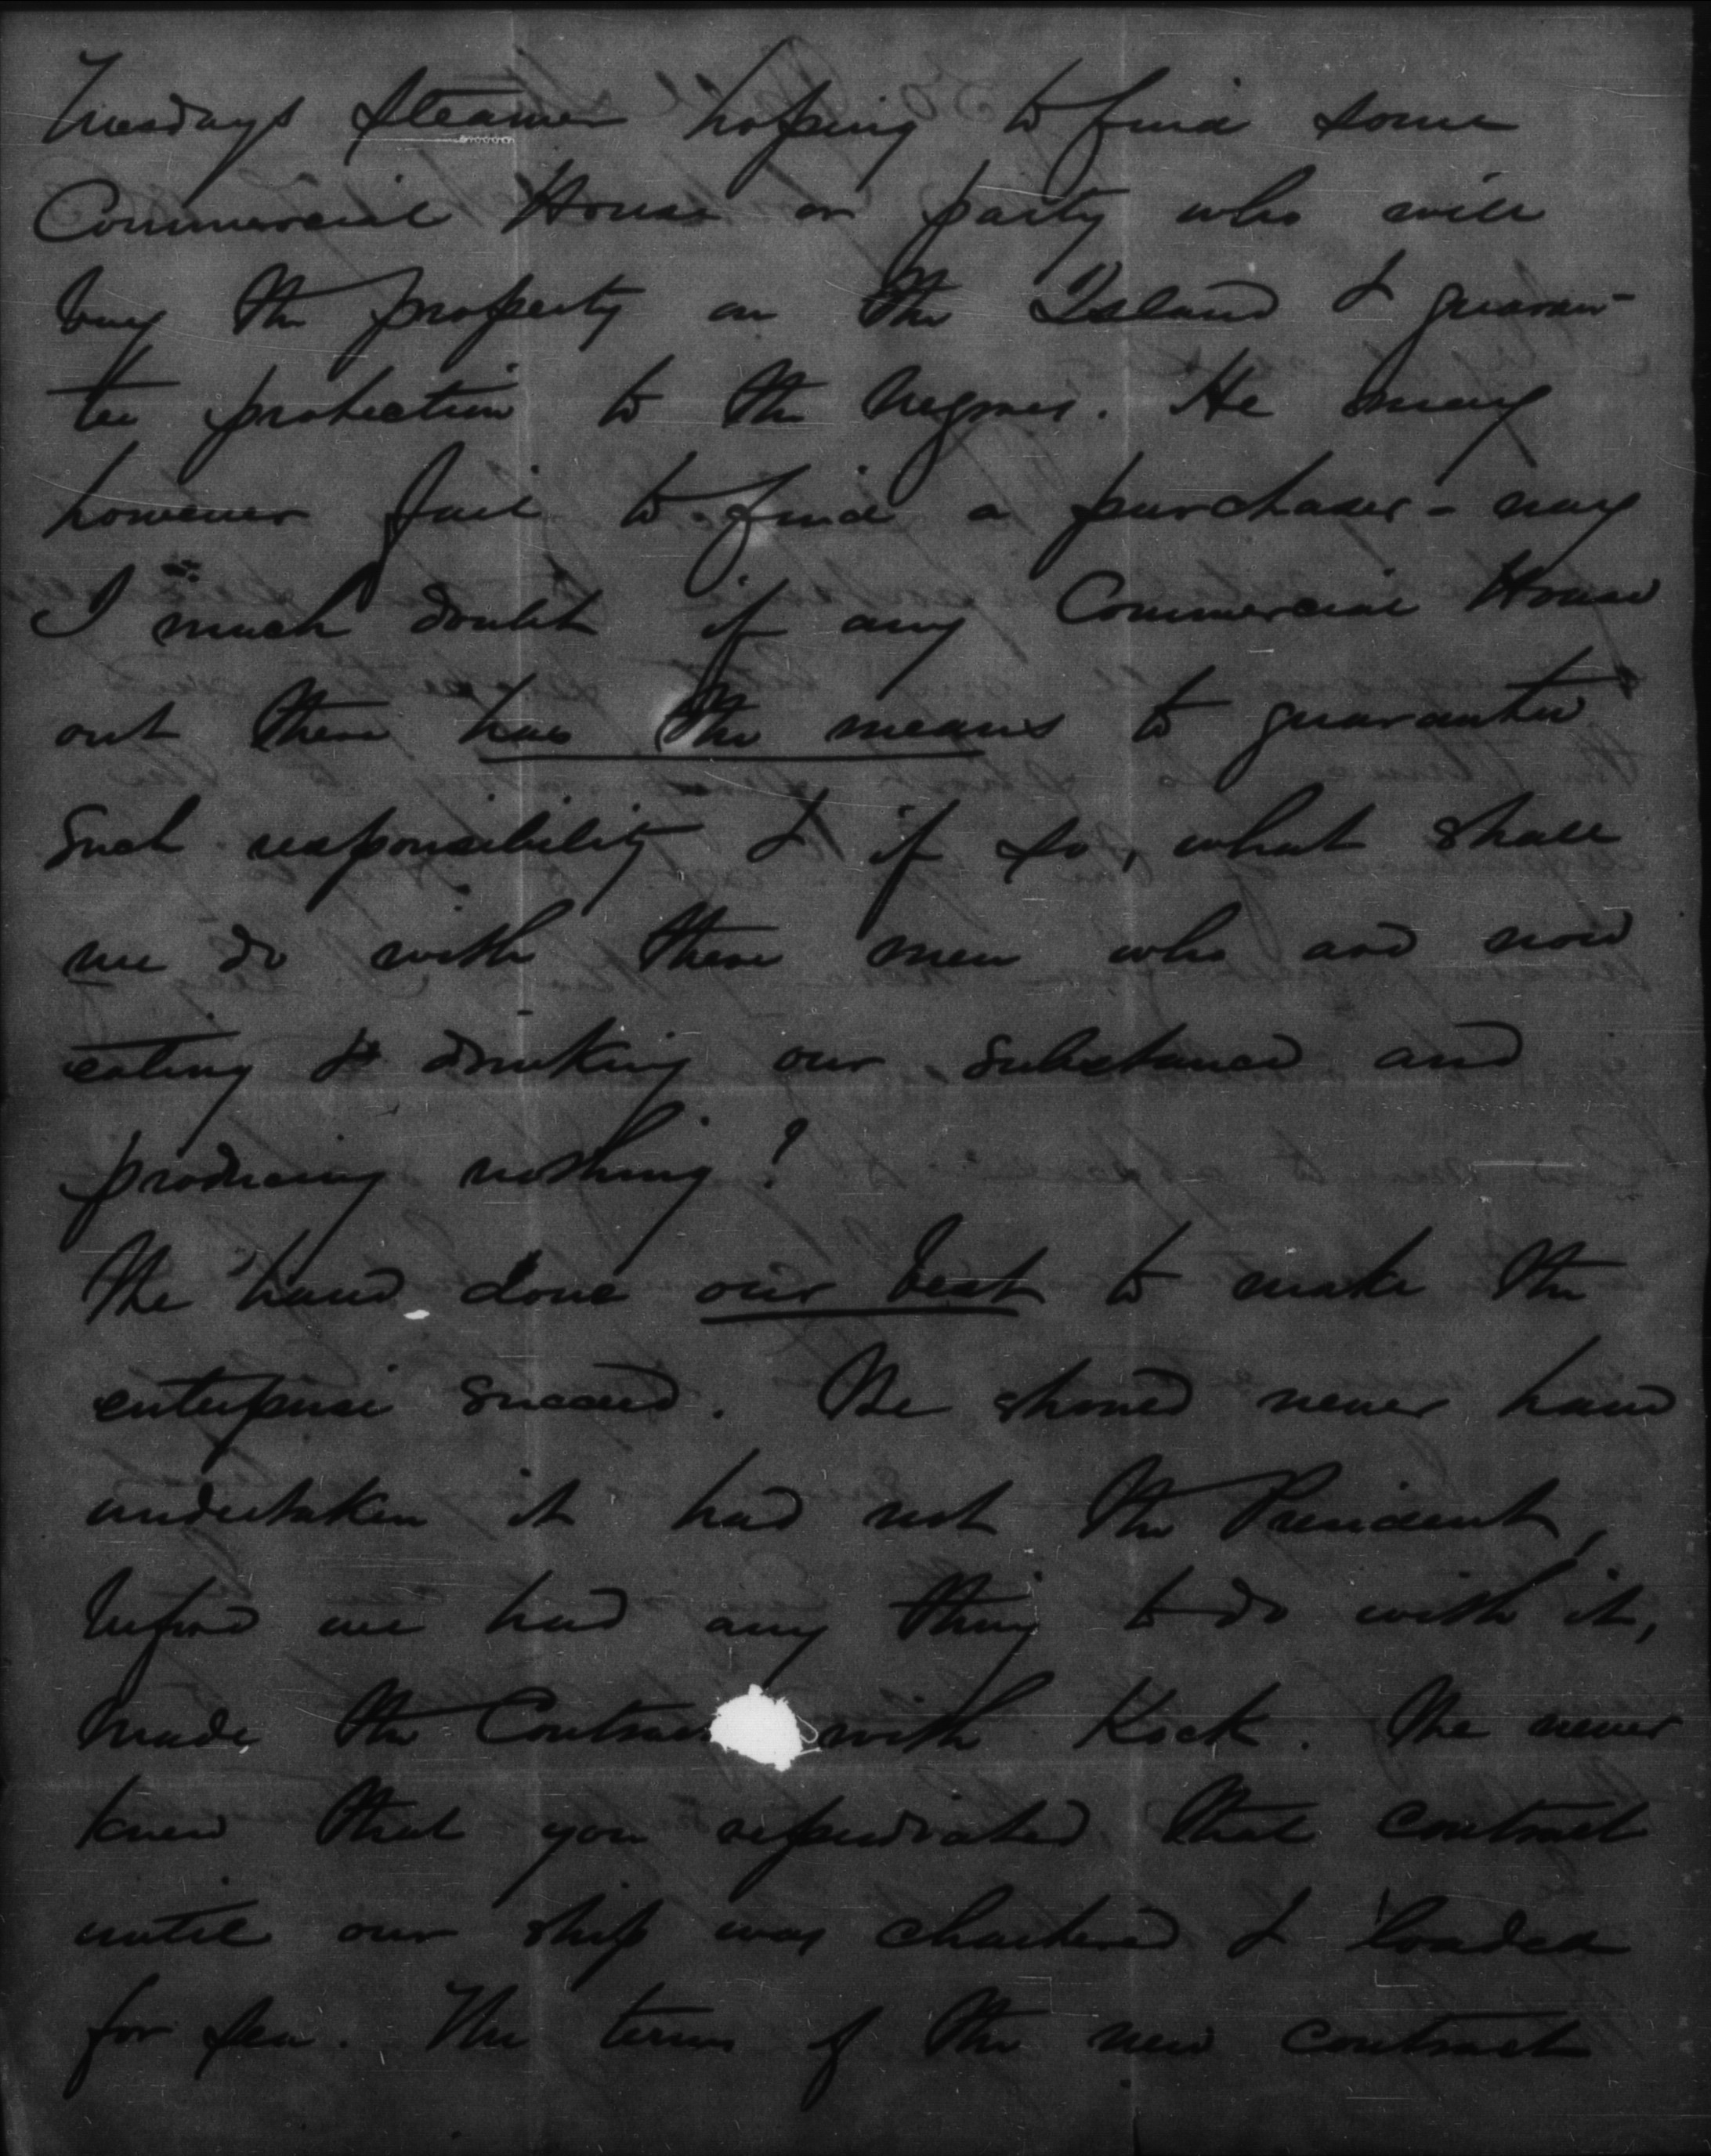 Tuesdays steamer hoping to find some
Commercial House or party who will
buy the property on the Island & guaran-
tee protection to the negroes. He may
however fail to find a purchaser - nay
I much doubt if any Commercial House
out there has the means to guarantee
such responsibility & if so, what shall
we do with these men who are now
eating & drinking our substance and
producing nothing?
We have done our best to make the
enterprise succeed. We should never have
undertaken it had not the President,
before we had any thing to do with it,
made the Contract with Kock. We never
knew that you repudiated that contract
until our ship was chartered & loaded
for sea. The terms of the new contract